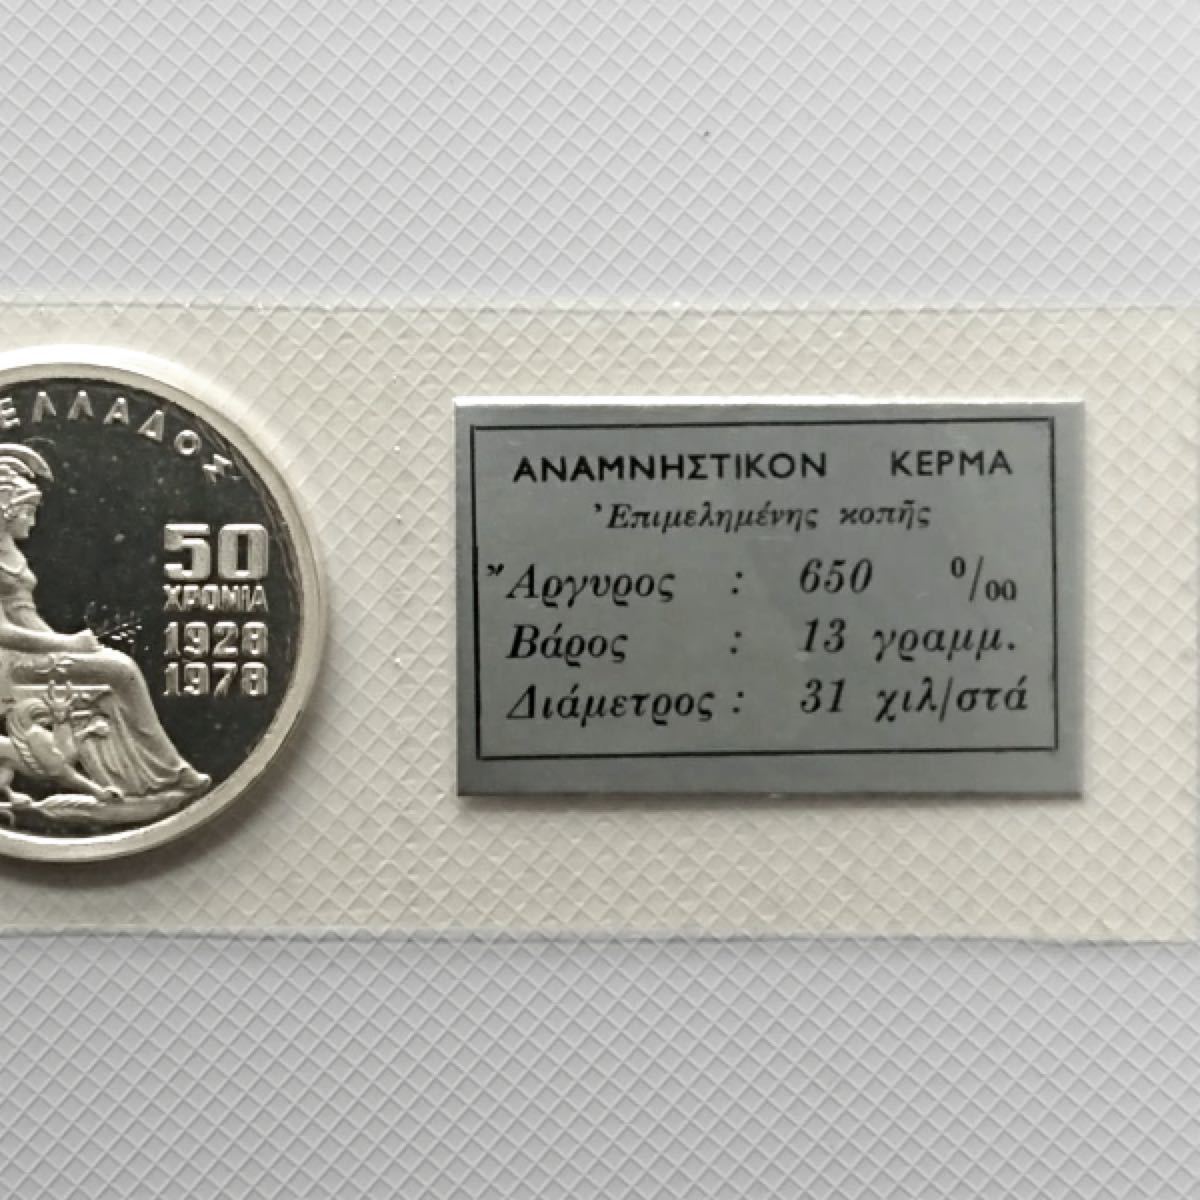 ΕΛΛΑΔΟΣ
50
ΧΡΟΝΙΑ
1928
1978
ΑΝΑΜΝΗΣΤΙΚΟΝ ΚΕΡΜΑ
Ἐπιμελημένης κοπῆς
Ἄργυρος : 650 0/00
Βάρος : 13 γραμμ.
Διάμετρος : 31 χιλ/στά